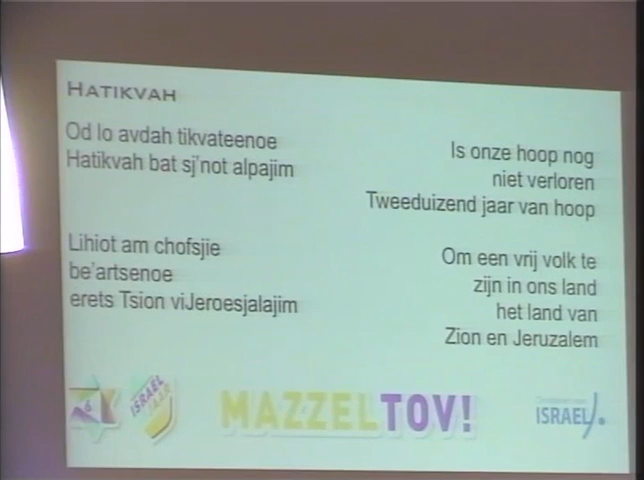 HATIKVAH
Od lo avdah tikvateenoe
Hatikvah bat sj'not alpajim
Is onze hoop nog
niet verloren
Tweeduizend jaar van hoop
Lihiot am chofsjie
be'artsenoe
erets Tsion viJeroesjalajim
Om een vrij volk te
zijn in ons land
het land van
Zion en Jeruzalem
6
ISRAEL
MAZZELTOV!
ISRAEL